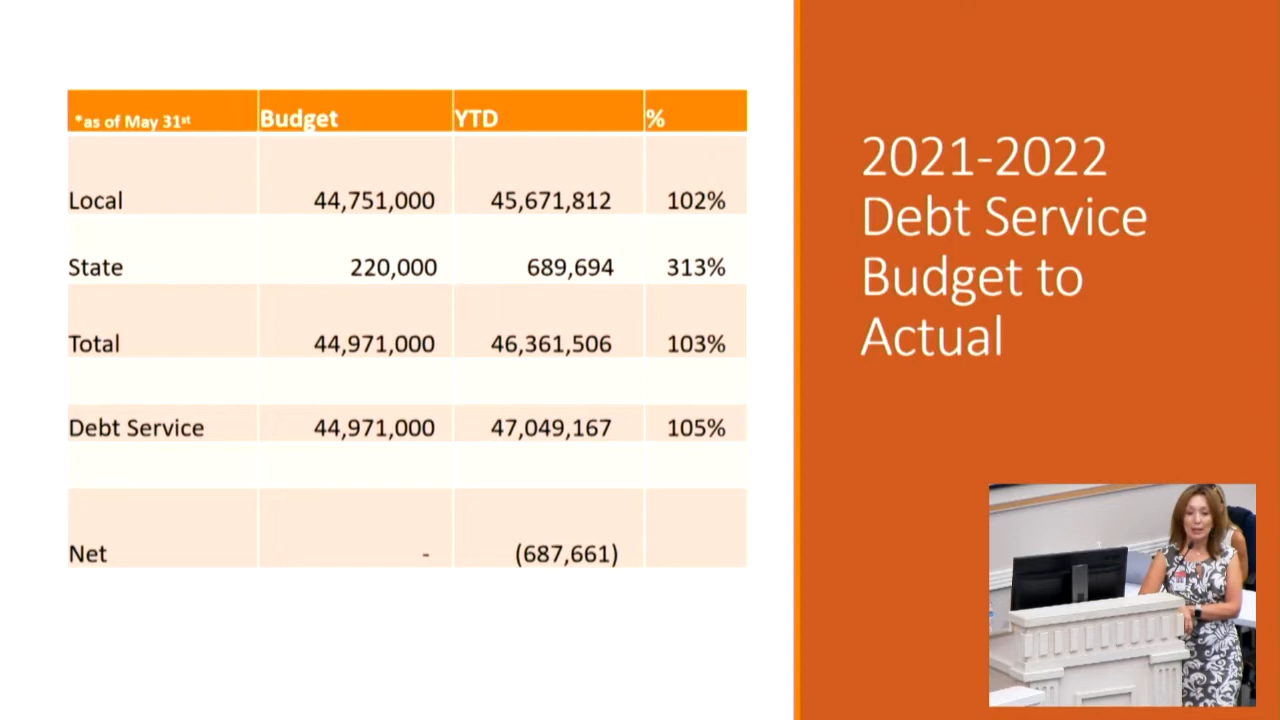 *as of May 31st Budget YTD %
Local 44,751,000 45,671,812 102%
State 220,000 689,694 313%
Total 44,971,000 46,361,506 103%
Debt Service 44,971,000 47,049,167 105%
Net - (687,661)
2021-2022
Debt Service
Budget to
Actual